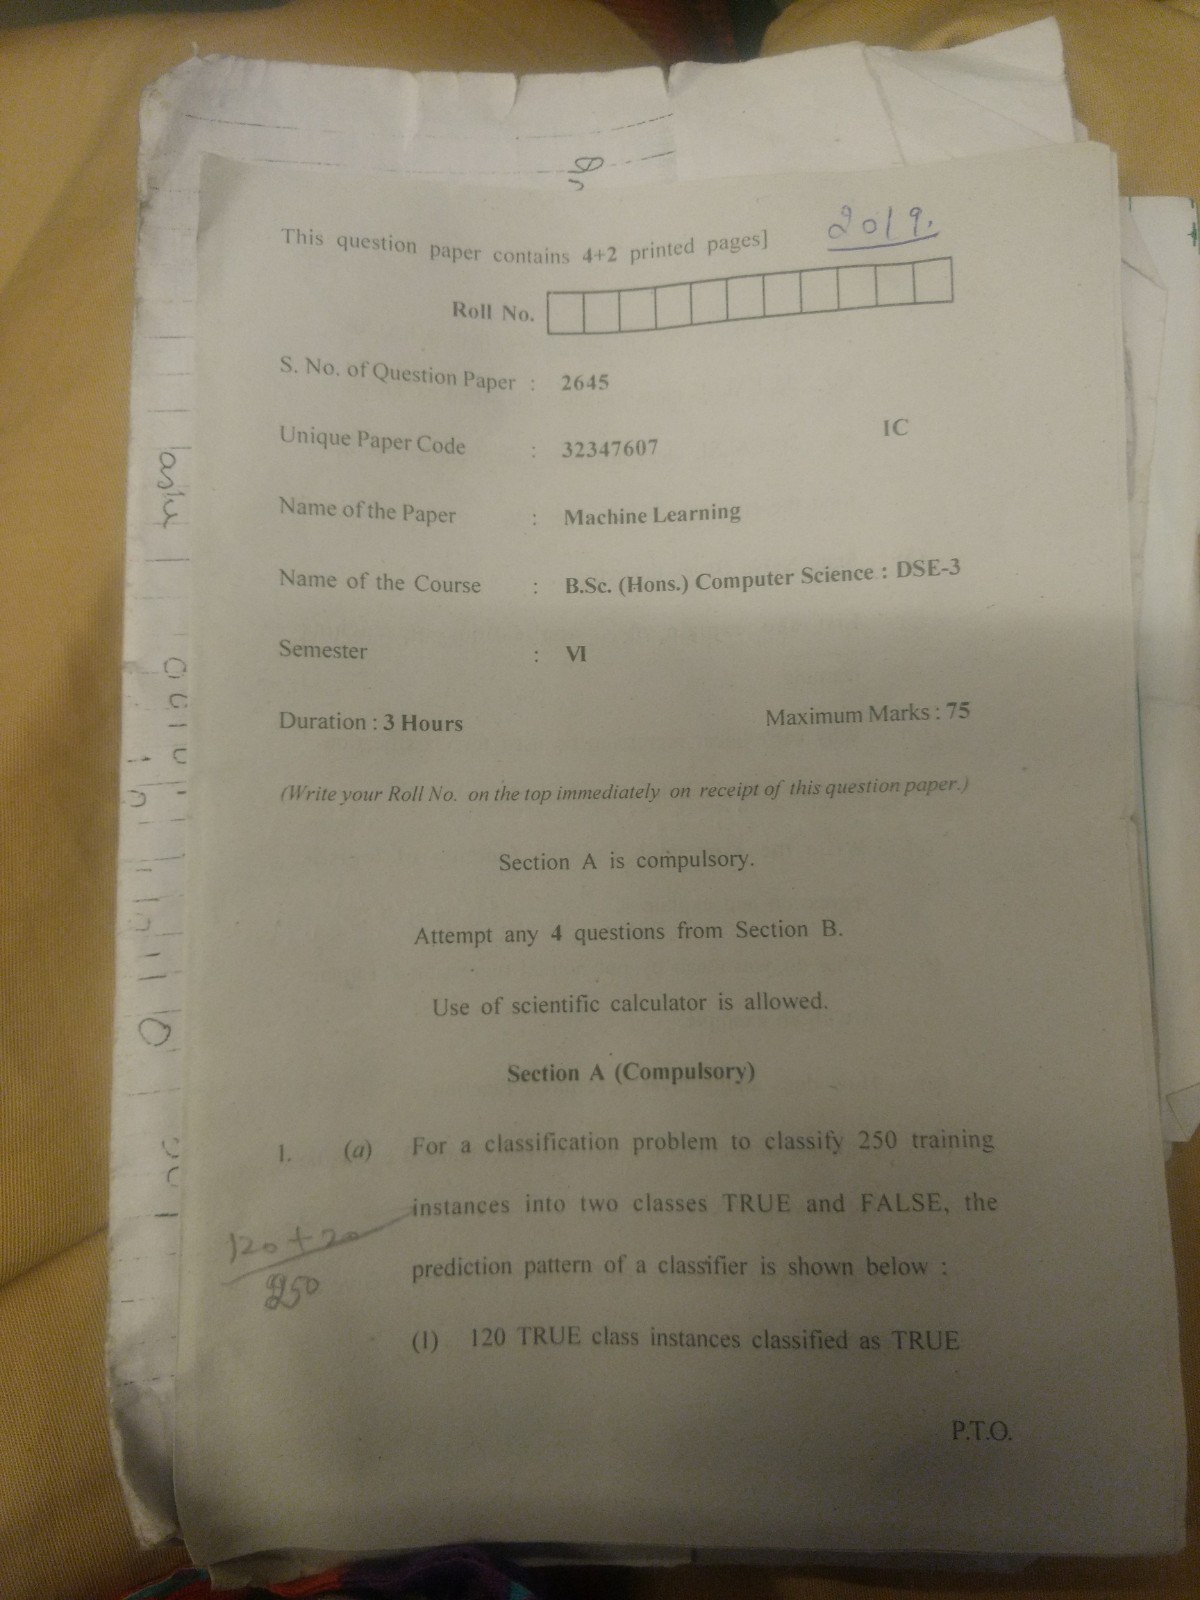 This question paper contains 4+2 printed pages]
2019.
Roll No.
S. No. of Question Paper : 2645
Unique Paper Code : 32347607 IC
Name of the Paper : Machine Learning
Name of the Course : B.Sc. (Hons.) Computer Science : DSE-3
Semester : VI
Duration : 3 Hours Maximum Marks : 75
(Write your Roll No. on the top immediately on receipt of this question paper.)
Section A is compulsory.
Attempt any 4 questions from Section B.
Use of scientific calculator is allowed.
Section A (Compulsory)
1. (a) For a classification problem to classify 250 training
instances into two classes TRUE and FALSE, the
prediction pattern of a classifier is shown below :
120 + 20
250
(1) 120 TRUE class instances classified as TRUE
P.T.O.